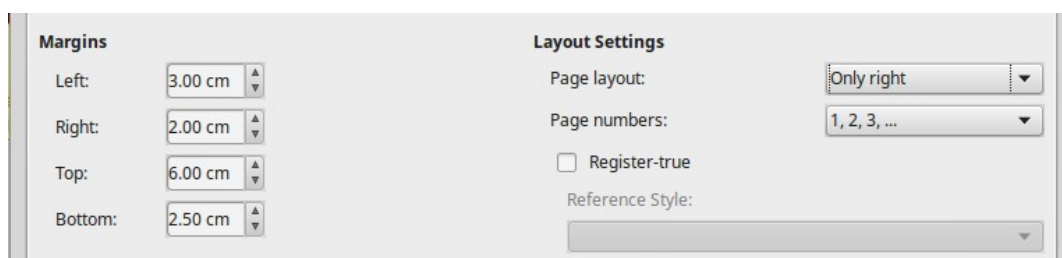 Margins
Left: 3.00 cm
Right: 2.00 cm
Top: 6.00 cm
Bottom: 2.50 cm
Layout Settings
Page layout: Only right
Page numbers: 1, 2, 3, ...
Register-true
Reference Style: